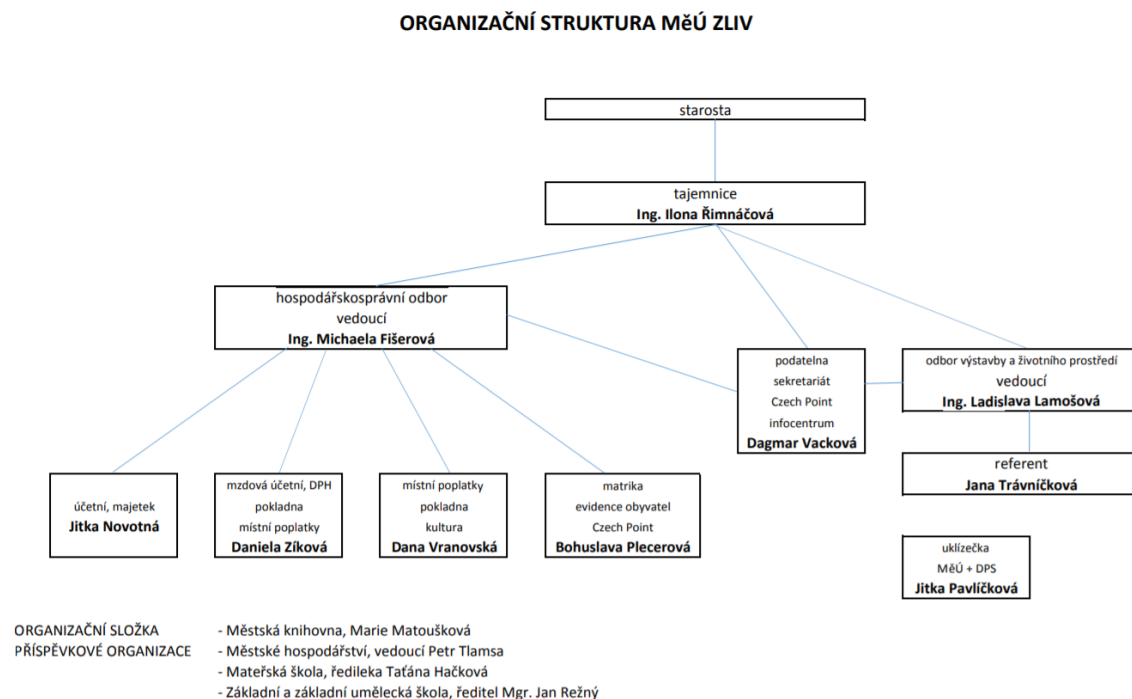 ORGANIZAČNÍ STRUKTURA MěÚ ZLIV
starosta
tajemnice
Ing. Ilona Řimnáčová
hospodářskosprávní odbor
vedoucí
Ing. Michaela Fišerová
podatelna
sekretariát
Czech Point
infocentrum
Dagmar Vacková
odbor výstavby a životního prostředí
vedoucí
Ing. Ladislava Lamošová
referent
Jana Trávníčková
účetní, majetek
Jitka Novotná
mzdová účetní, DPH
pokladna
místní poplatky
Daniela Zíková
místní poplatky
pokladna
kultura
Dana Vranovská
matrika
evidence obyvatel
Czech Point
Bohuslava Plecerová
uklízečka
MěÚ + DPS
Jitka Pavlíčková
ORGANIZAČNÍ SLOŽKA - Městská knihovna, Marie Matoušková
PŘÍSPĚVKOVÉ ORGANIZACE - Městské hospodářství, vedoucí Petr Tlamsa
- Mateřská škola, ředileka Taťána Hačková
- Základní a základní umělecká škola, ředitel Mgr. Jan Režný